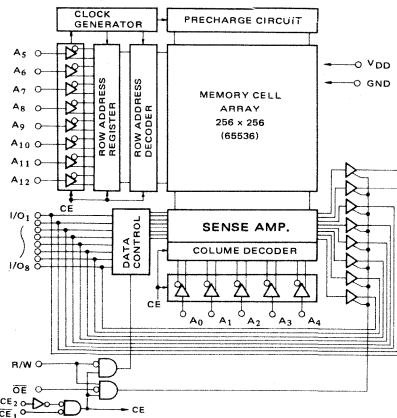 CLOCK GENERATOR
PRECHARGE CIRCUIT
A5
A6
A7
A8
A9
A10
A11
A12
ROW ADDRESS REGISTER
ROW ADDRESS DECODER
MEMORY CELL
ARRAY
256 × 256
(65536)
VDD
GND
CE
I/O1
I/O8
DATA CONTROL
SENSE AMP.
COLUME DECODER
CE
A0 A1 A2 A3 A4
R/W
OE
CE2
CE1
CE